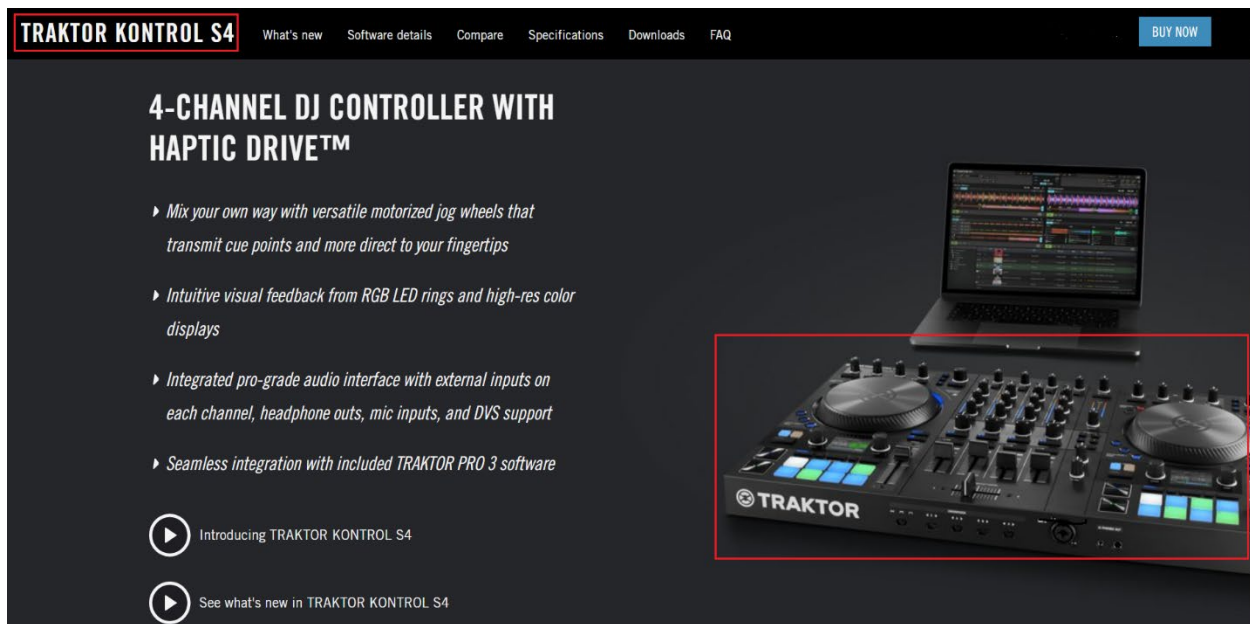 TRAKTOR KONTROL S4
What's new
Software details
Compare
Specifications
Downloads
FAQ
BUY NOW
4-CHANNEL DJ CONTROLLER WITH
HAPTIC DRIVE™
Mix your own way with versatile motorized jog wheels that
transmit cue points and more direct to your fingertips
Intuitive visual feedback from RGB LED rings and high-res color
displays
Integrated pro-grade audio interface with external inputs on
each channel, headphone outs, mic inputs, and DVS support
Seamless integration with included TRAKTOR PRO 3 software
TRAKTOR
Introducing TRAKTOR KONTROL S4
See what's new in TRAKTOR KONTROL S4